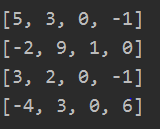 [5, 3, 0, -1]
[-2, 9, 1, 0]
[3, 2, 0, -1]
[-4, 3, 0, 6]